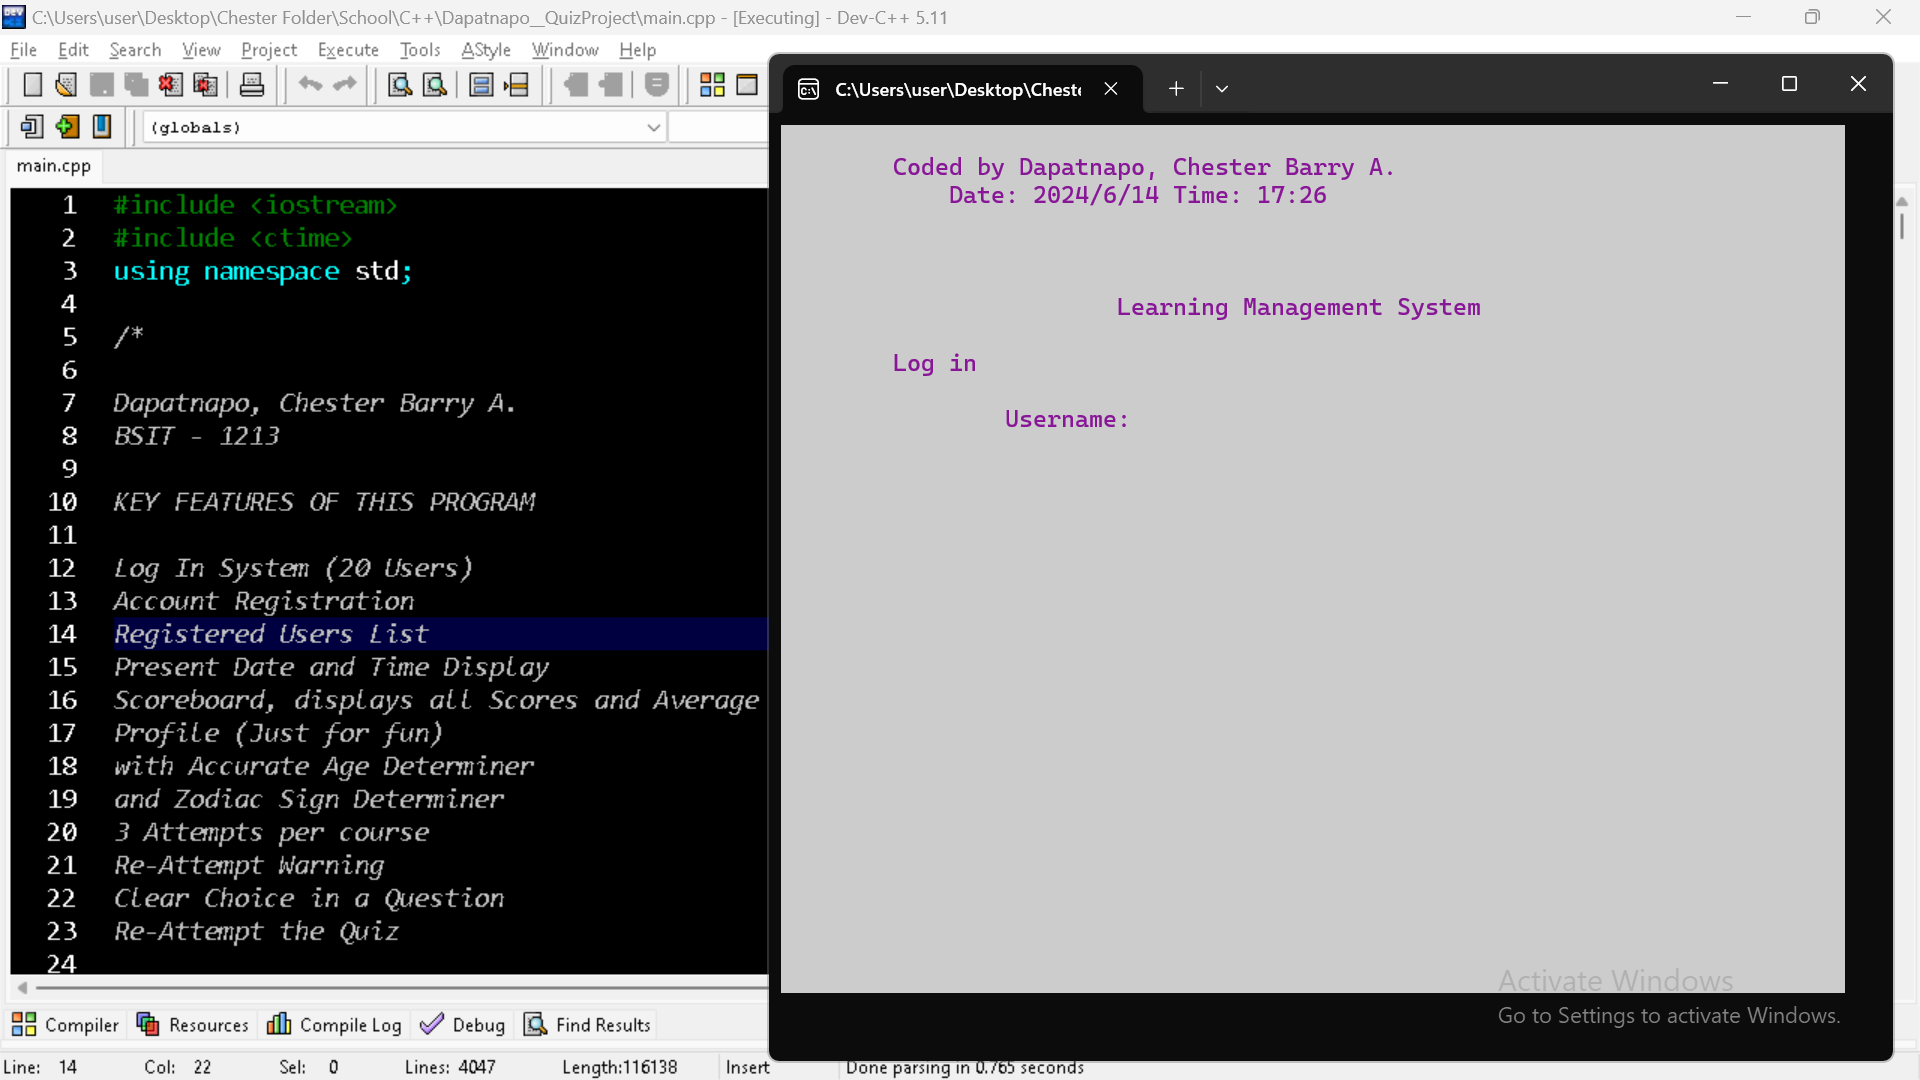 C:\Users\user\Desktop\Chester Folder\School\C++\Dapatnapo__QuizProject\main.cpp - [Executing] - Dev-C++ 5.11
File Edit Search View Project Execute Tools AStyle Window Help
(globals)
main.cpp
1 #include <iostream>
2 #include <ctime>
3 using namespace std;
4
5 /*
6
7 Dapatnapo, Chester Barry A.
8 BSIT - 1213
9
10 KEY FEATURES OF THIS PROGRAM
11
12 Log In System (20 Users)
13 Account Registration
14 Registered Users List
15 Present Date and Time Display
16 Scoreboard, displays all Scores and Average
17 Profile (Just for fun)
18 with Accurate Age Determiner
19 and Zodiac Sign Determiner
20 3 Attempts per course
21 Re-Attempt Warning
22 Clear Choice in a Question
23 Re-Attempt the Quiz
24
Compiler Resources Compile Log Debug Find Results
Line: 14 Col: 22 Sel: 0 Lines: 4047 Length:116138 Insert Done parsing in 0.765 seconds
C:\Users\user\Desktop\Cheste
Coded by Dapatnapo, Chester Barry A.
Date: 2024/6/14 Time: 17:26
Learning Management System
Log in
Username:
Activate Windows
Go to Settings to activate Windows.